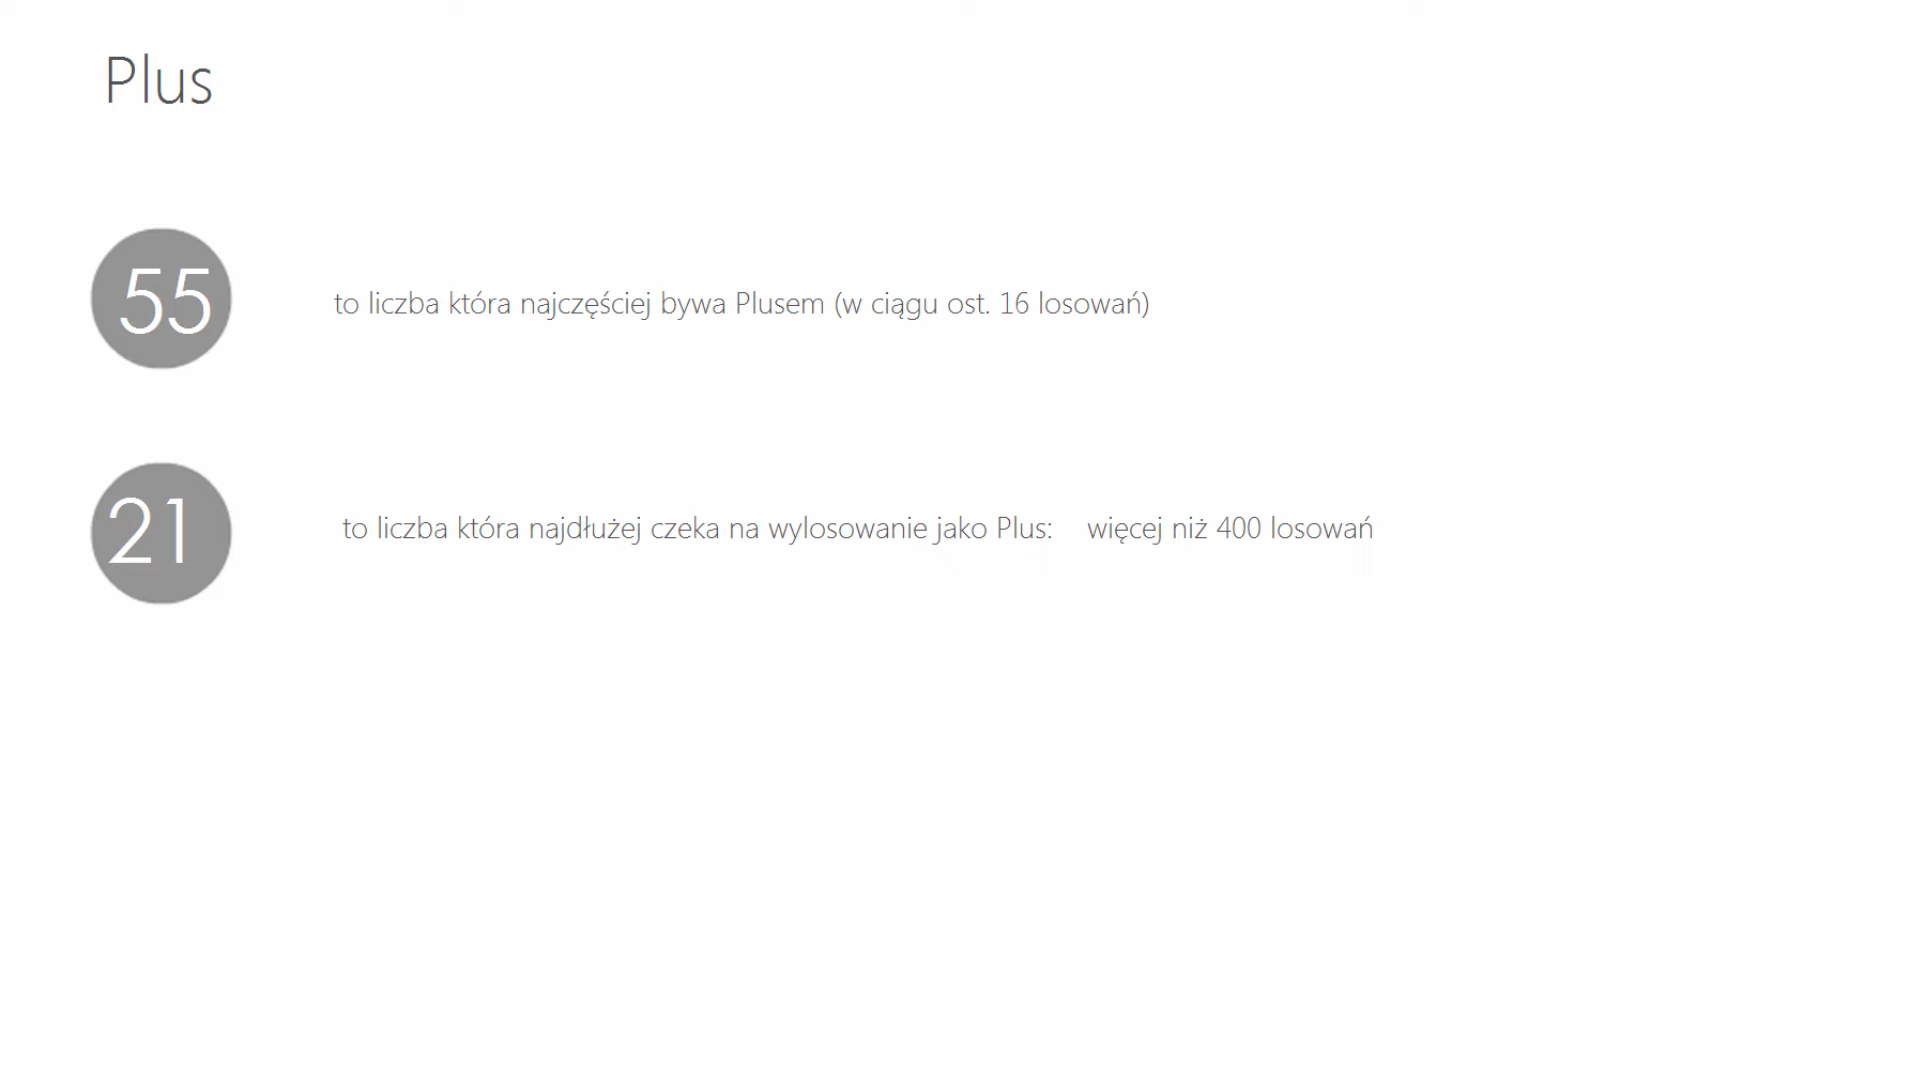 Plus
55 to liczba która najczęściej bywa Plusem (w ciągu ost. 16 losowań)
21 to liczba która najdłużej czeka na wylosowanie jako Plus: więcej niż 400 losowań